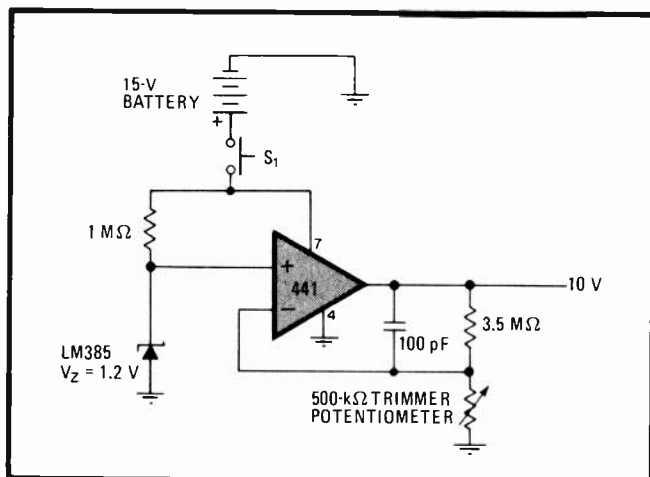 15-V
BATTERY
+
S1
1 MΩ
7
+
441
−
4
10 V
100 pF
3.5 MΩ
LM385
VZ = 1.2 V
500-kΩ TRIMMER
POTENTIOMETER